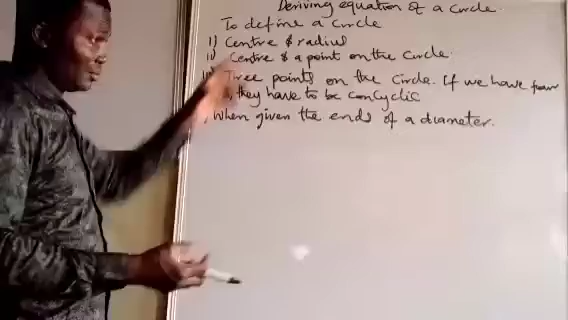 Deriving equation of a Circle.
To define a Circle
i) Centre & radius
ii) Centre & a point on the Circle.
Three points on the Circle. If we have four
they have to be concyclic
When given the ends of a diameter.